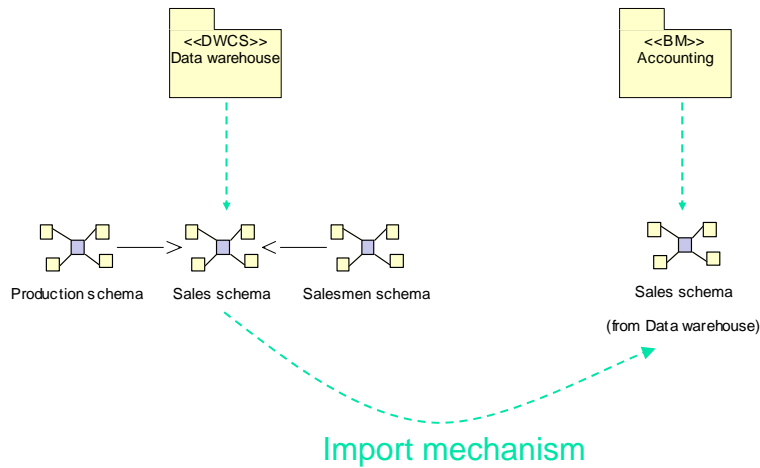 <<DWCS>>
Data warehouse
<<BM>>
Accounting
Production schema
Sales schema
Salesmen schema
Sales schema
(from Data warehouse)
Import mechanism